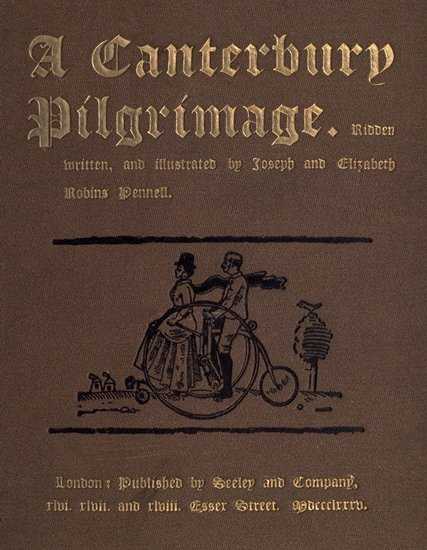 A Canterbury
Pilgrimage. Ridden
written, and illustrated by Joseph and Elizabeth
Robins Pennell.
London: Published by Seeley and Company,
xlvi. xlvii. and xlviii. Essex Street. Mdccclxxxv.